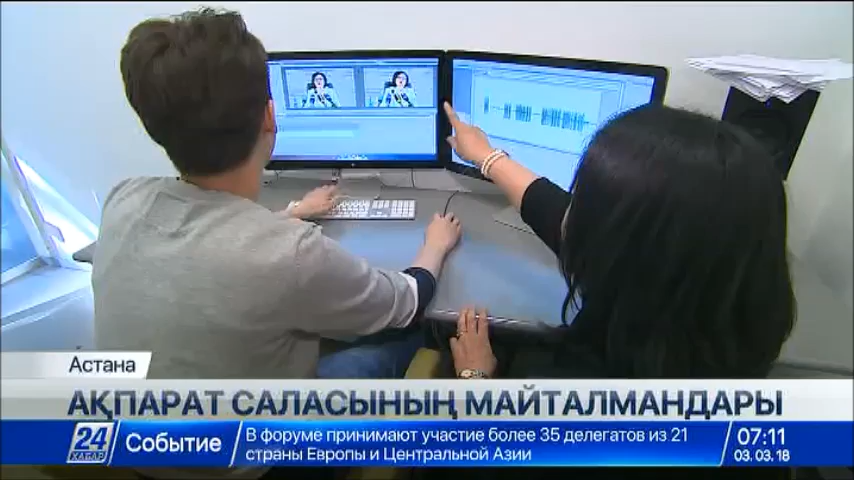 Астана
АҚПАРАТ САЛАСЫНЫҢ МАЙТАЛМАНДАРЫ
24
ХАБАР
Событие
В форуме принимают участие более 35 делегатов из 21
страны Европы и Центральной Азии
07:11
03.03.18